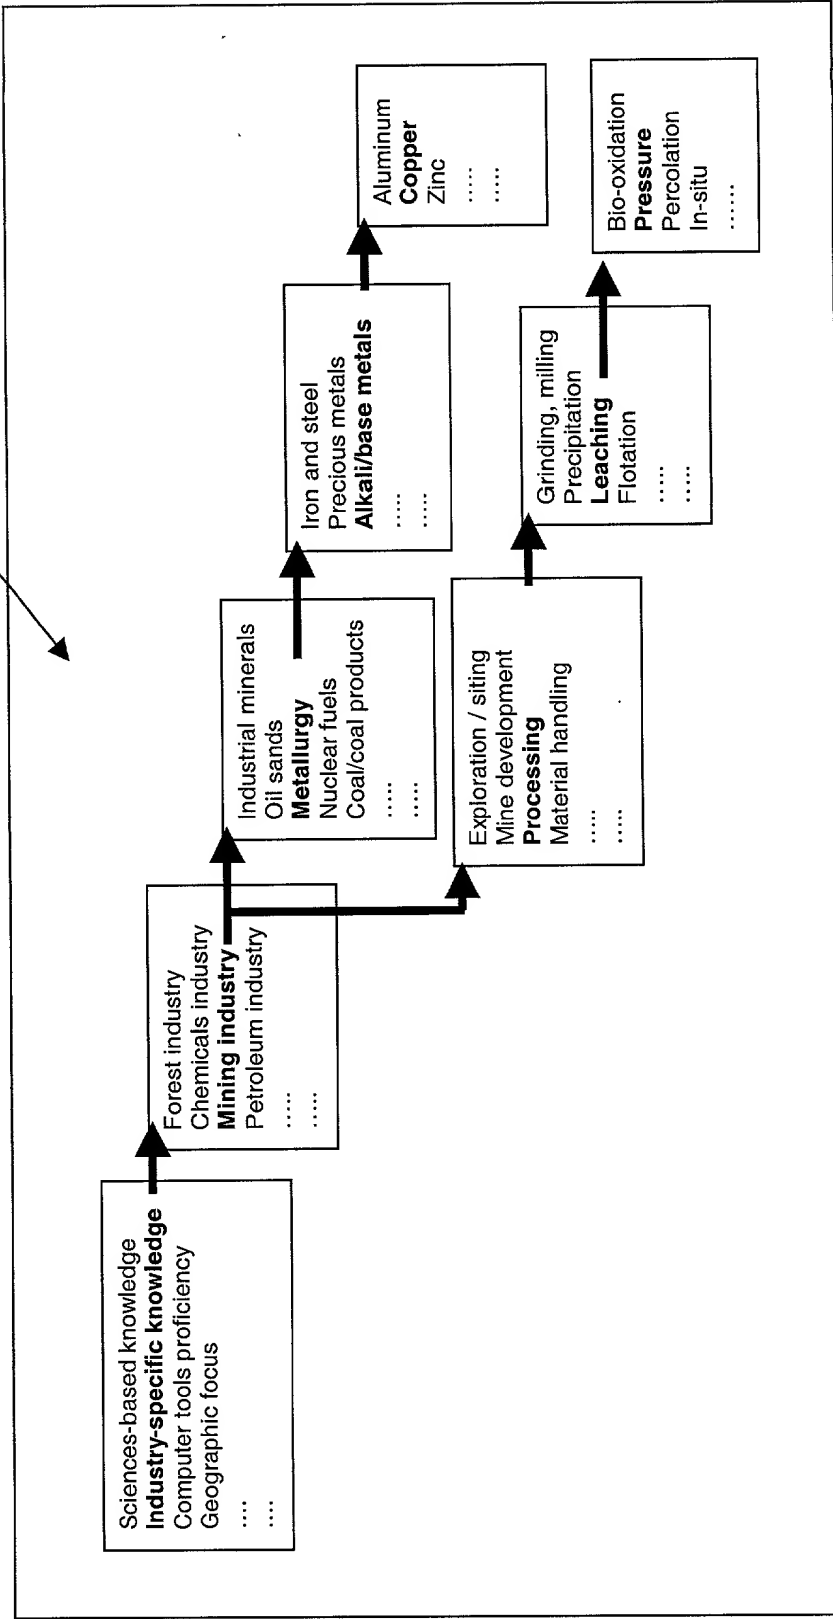 Sciences-based knowledge
Industry-specific knowledge
Computer tools proficiency
Geographic focus
....
....
Forest industry
Chemicals industry
Mining industry
Petroleum industry
.....
.....
Industrial minerals
Oil sands
Metallurgy
Nuclear fuels
Coal/coal products
.....
.....
Iron and steel
Precious metals
Alkali/base metals
.....
.....
Aluminum
Copper
Zinc
.....
.....
Exploration / siting
Mine development
Processing
Material handling
.....
.....
Grinding, milling
Precipitation
Leaching
Flotation
.....
.....
Bio-oxidation
Pressure
Percolation
In-situ
......